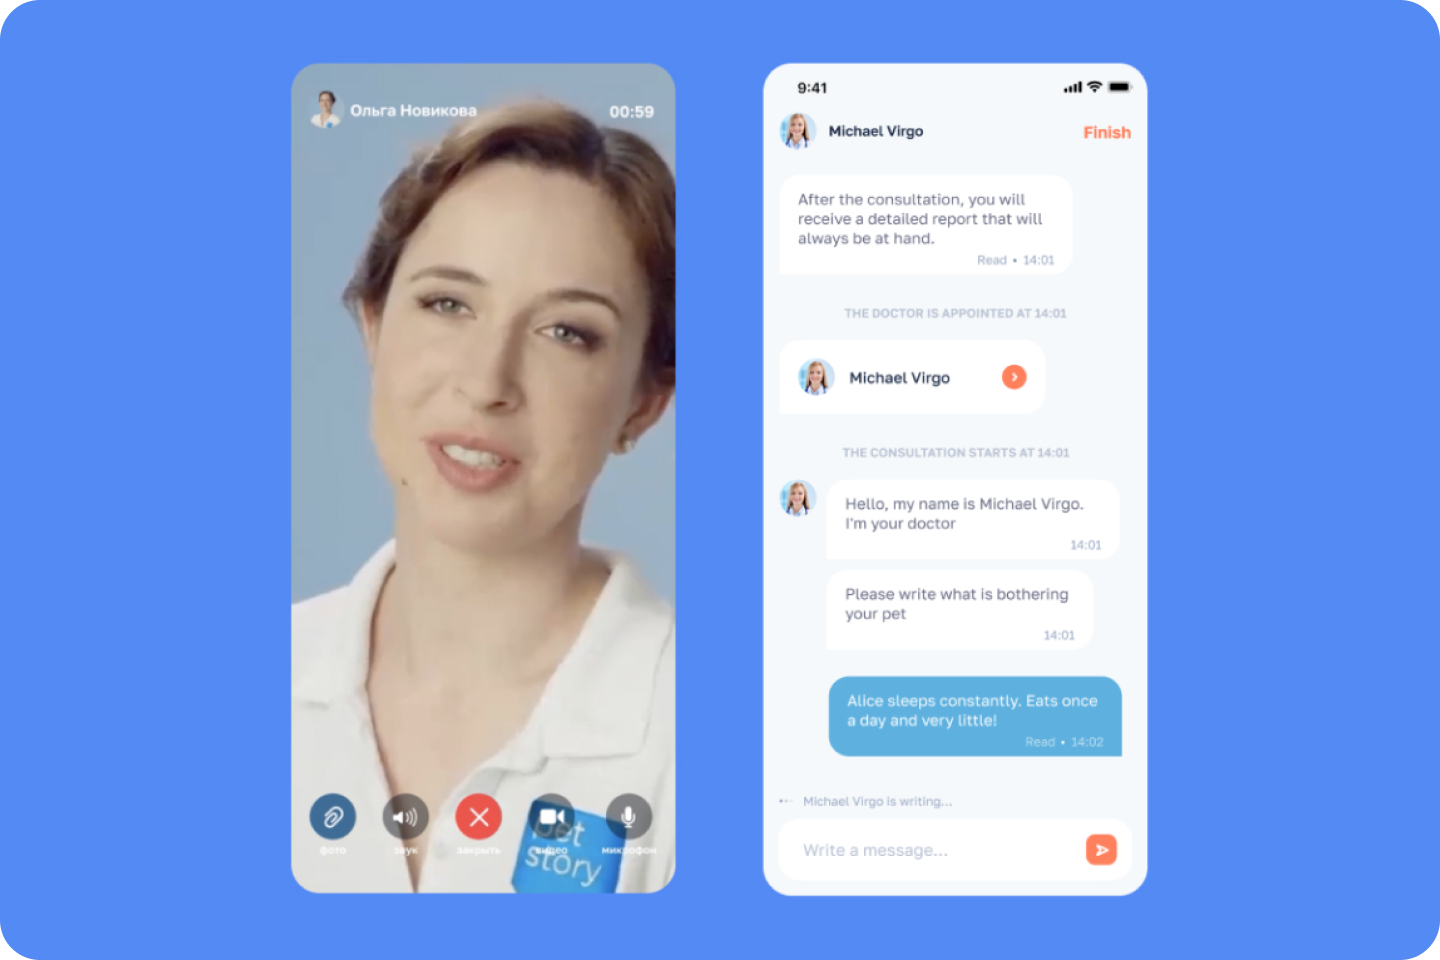 Ольга Новикова
00:59
фото
звук
закрыть
видео
микрофон
pet
story
9:41
Michael Virgo
Finish
After the consultation, you will
receive a detailed report that will
always be at hand.
Read • 14:01
THE DOCTOR IS APPOINTED AT 14:01
Michael Virgo
THE CONSULTATION STARTS AT 14:01
Hello, my name is Michael Virgo.
I'm your doctor
14:01
Please write what is bothering
your pet
14:01
Alice sleeps constantly. Eats once
a day and very little!
Read • 14:02
Michael Virgo is writing...
Write a message...